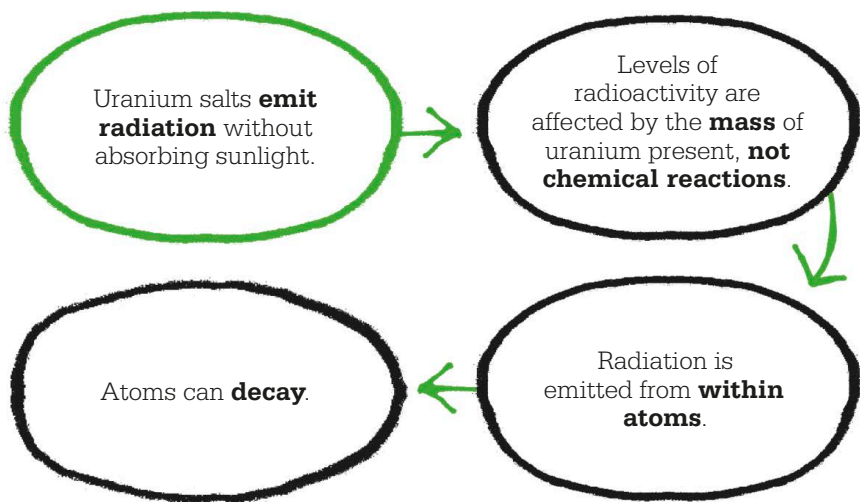 Uranium salts emit
radiation without
absorbing sunlight.
Levels of
radioactivity are
affected by the mass of
uranium present, not
chemical reactions.
Radiation is
emitted from within
atoms.
Atoms can decay.